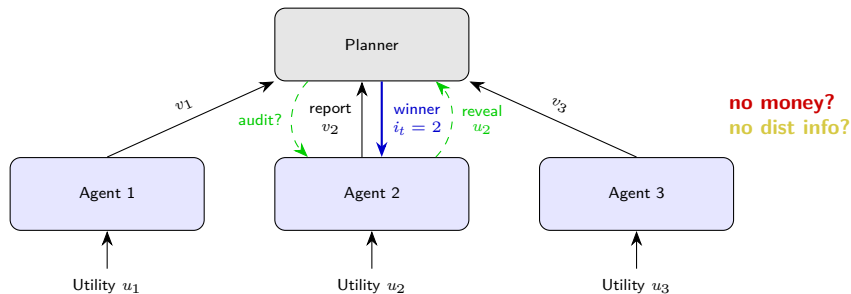 Planner
v₁
audit?
report
v₂
winner
iₜ = 2
reveal
u₂
v₃
no money?
no dist info?
Agent 1
Agent 2
Agent 3
Utility u₁
Utility u₂
Utility u₃